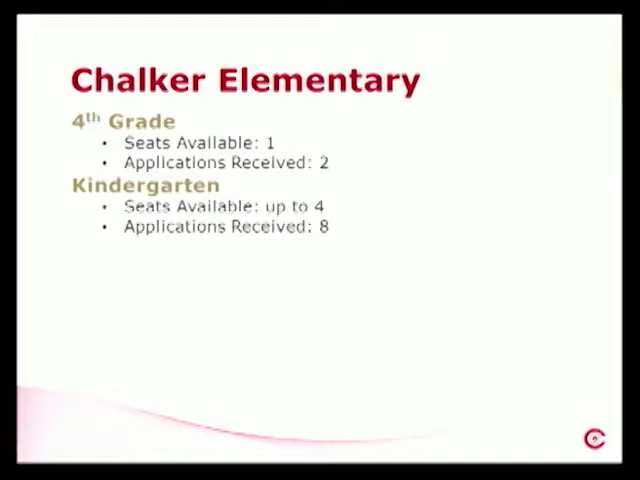 Chalker Elementary
4th Grade
• Seats Available: 1
• Applications Received: 2
Kindergarten
• Seats Available: up to 4
• Applications Received: 8